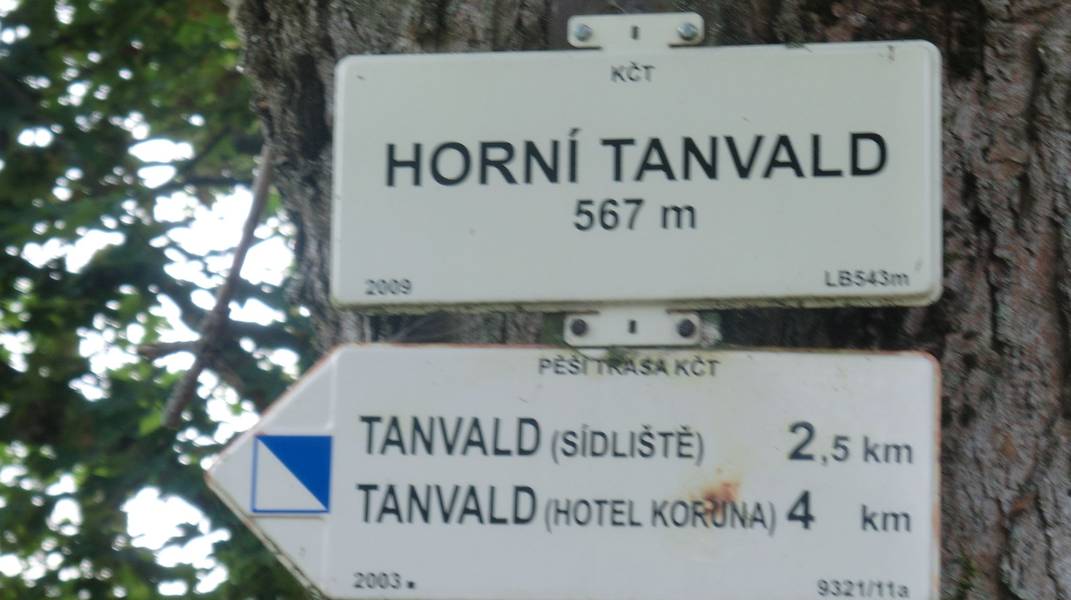 KČT
HORNÍ TANVALD
567 m
2009 LB543m
PĚŠÍ TRASA KČT
TANVALD (SÍDLIŠTĚ) 2,5 km
TANVALD (HOTEL KORUNA) 4 km
2003 9321/11a